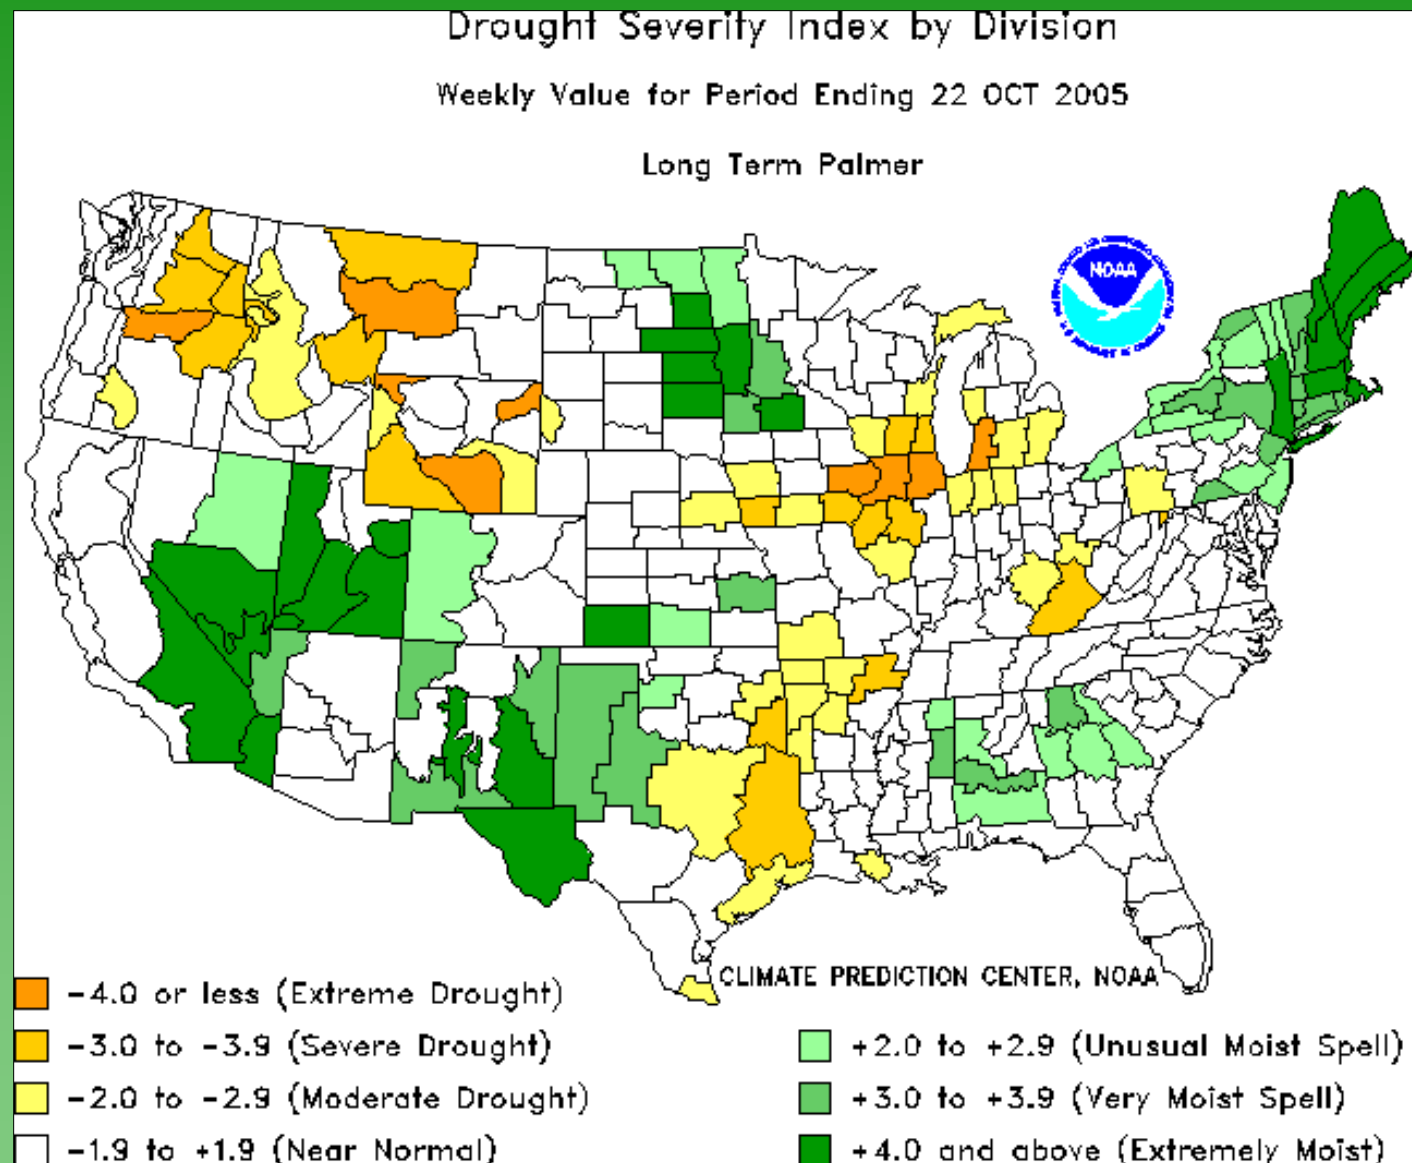 Drought Severity Index by Division
Weekly Value for Period Ending 22 OCT 2005
Long Term Palmer
NOAA
CLIMATE PREDICTION CENTER, NOAA
-4.0 or less (Extreme Drought)
-3.0 to -3.9 (Severe Drought)
-2.0 to -2.9 (Moderate Drought)
-1.9 to +1.9 (Near Normal)
+2.0 to +2.9 (Unusual Moist Spell)
+3.0 to +3.9 (Very Moist Spell)
+4.0 and above (Extremely Moist)